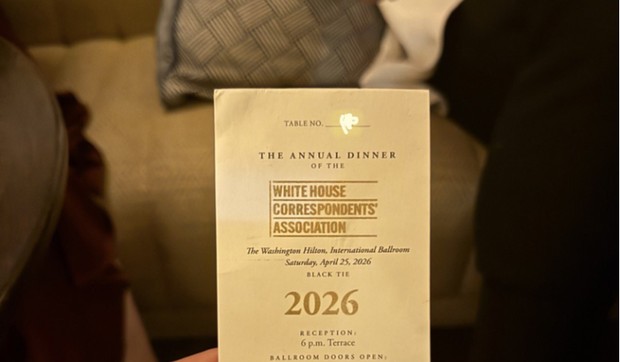 TABLE NO.
THE ANNUAL DINNER
OF THE
WHITE HOUSE
CORRESPONDENTS'
ASSOCIATION
The Washington Hilton, International Ballroom
Saturday, April 25, 2026
BLACK TIE
2026
RECEPTION:
6 p.m. Terrace
BALLROOM DOORS OPEN: